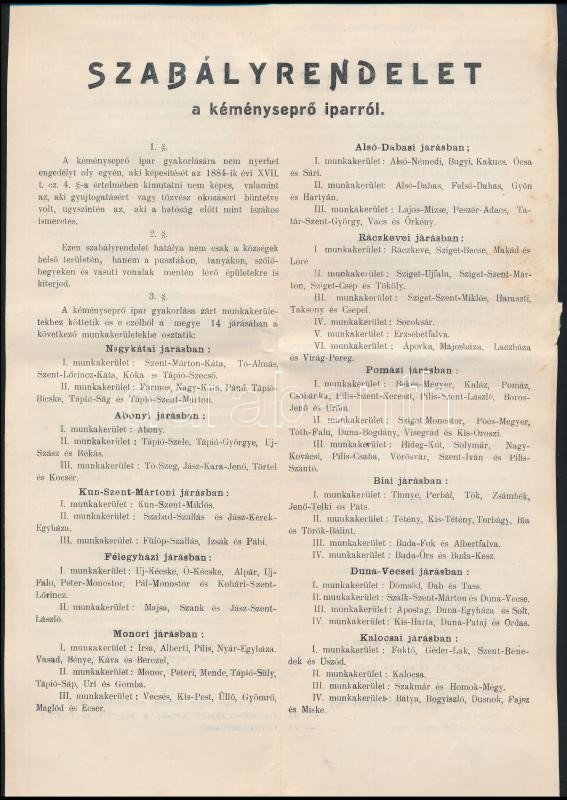 SZABÁLYRENDELET
a kéményseprő iparról.
1. §.
A kéményseprő ipar gyakorlására nem nyerhet
engedélyt oly egyén, aki képesítését az 1884-ik évi XVII.
t. cz. 4. §-a értelmében kimutatni nem képes, valamint
az, aki gyujtogatásért vagy tűzvész okozásért büntetve
volt, ugyszintén az, aki a hatóság előtt mint iszákos
ismeretes.
2. §.
Ezen szabályrendelet hatálya nem csak a községek
belső területén, hanem a pusztákon, tanyákon, szőlő-
hegyeken és vasuti vonalak mentén lévő épületekre is
kiterjed.
3. §.
A kéményseprő ipar gyakorlása zárt munkakerüle-
tekhez köttetik és e czélból a megye 14 járásában a
következő munkakerületekbe osztatik:
Nagykátai járásban:
I. munkakerület: Szent-Márton-Káta, Tó-Almás,
Szent-Lőrincz-Káta, Kóka és Tápió-Szecső.
II. munkakerület: Farmos, Nagy-Káta, Pánd, Tápió-
Bicske, Tápió-Ság és Tápió-Szent-Márton.
Abonyi járásban:
I. munkakerület: Abony.
II. munkakerület: Tápió-Szele, Tápió-Györgye, Uj-
Szász és Rékás.
III. munkakerület: Tó-Szeg, Jász-Kara-Jenő, Törtel
és Kocsér.
Kun-Szent-Mártoni járásban:
I. munkakerület: Kun-Szent-Miklós.
II. munkakerület: Szabad-Szállás és Jász-Kerek-
Egyháza.
III. munkakerület: Fülöp-Szállás, Izsák és Páhi.
Félegyházi járásban:
I. munkakerület: Uj-Kécske, Ó-Kécske, Alpár, Uj-
Falu, Péter-Monostor, Pál-Monostor és Kohári-Szent-
Lőrincz.
II. munkakerület: Majsa, Szank és Jász-Szent-
László.
Monori járásban:
I. munkakerület: Irsa, Alberti, Pilis, Nyár-Egyháza,
Vasad, Bénye, Káva és Berczel,
II. munkakerület: Monor, Péteri, Mende, Tápió-Süly,
Tápió-Sáp, Uri és Gomba.
III. munkakerület: Vecsés, Kis-Pest, Üllő, Gyömrő,
Maglód és Ecser.
Alsó-Dabasi járásban;
I. munkakerület: Alsó-Némedi, Bugyi, Kakucs, Ócsa
és Sári.
II. munkakerület: Alsó-Dabas, Felső-Dabas, Gyón
és Hartyán.
III. munkakerület: Lajos-Mizse, Peszér-Adacs, Ta-
tár-Szent-György, Vacs és Örkény.
Ráczkevei járásban:
I munkakerület: Ráczkeve, Sziget-Becse, Makád és
Lóré
II. munkakerület: Sziget-Ujfalu, Sziget-Szent-Már-
ton, Sziget-Csép és Tököly.
III. munkakerület: Sziget-Szent-Miklós, Haraszti,
Taksony és Csepel.
IV. munkakerület: Soroksár.
V. munkakerület: Erzsébetfalva.
VI. munkakerület; Áporka, Majosháza, Laczháza
és Virág-Pereg.
Pomázi járásban:
I. munkakerület: Buda-Megyer, Kaláz, Pomáz,
Csobánka, Pilis-Szent-Kereszt, Pilis-Szent-László, Boros-
Jenő és Üröm.
II. munkakerület: Sziget Monostor, Pócs-Megyer,
Tóth-Falu, Duna-Bogdány, Visegrád és Kis-Oroszi.
III. munkakerület: Hideg-Kút, Solymár, Nagy-
Kovácsi, Pilis-Csaba, Vörösvár, Szent-Iván és Pilis-
Szántó.
Biai járásban:
I. munkakerület: Tinnye, Perbál, Tök, Zsámbék,
Jenő-Telki és Páts.
II. munkakerület: Tétény, Kis-Tétény, Torbágy, Bia
és Török-Bálint.
III. munkakerület: Buda-Fok és Albertfalva.
IV. munkakerület: Buda-Örs és Buda-Kesz.
Duna-Vecsei járásban:
I. munkakerület: Dömsöd, Dab és Tass.
II. munkakerület: Szalk-Szent-Márton és Duna-Vecse.
III. munkakerület: Apostag, Duna-Egyháza és Solt.
IV. munkakerület: Kis-Harta, Duna-Pataj és Ordas.
Kalocsai járásban:
I. munkakerület: Foktő, Géder-Lak, Szent-Bene-
dek és Uszód.
II. munkakerület: Kalocsa.
III. munkakerület: Szakmár és Homok-Mégy.
IV. munkakerület: Bátya, Bogyiszló, Dusnok, Fajsz
és Miske.